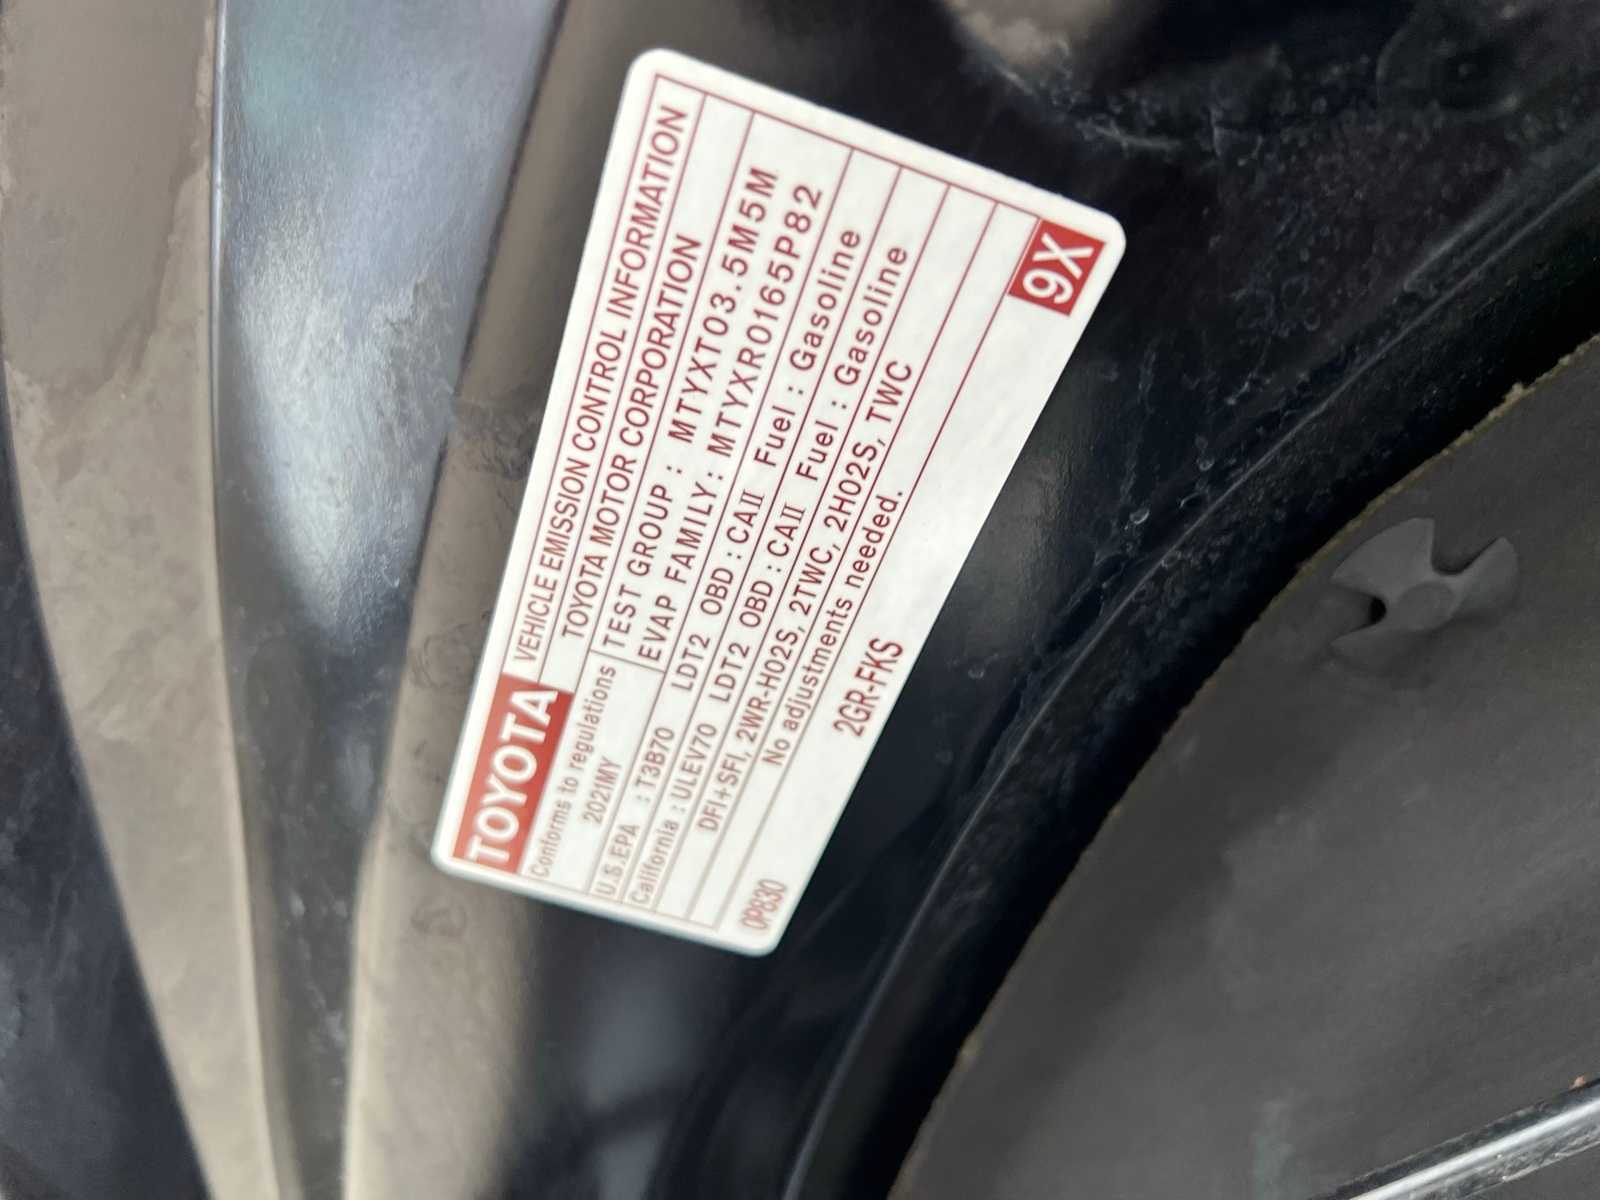 TOYOTA VEHICLE EMISSION CONTROL INFORMATION
TOYOTA MOTOR CORPORATION
Conforms to regulations
2021MY
TEST GROUP : MTYXT03.5M5M
EVAP FAMILY: MTYXR0165P82
U.S.EPA : T3B70 LDT2 OBD : CAⅡ Fuel : Gasoline
California : ULEV70 LDT2 OBD : CAⅡ Fuel : Gasoline
DFI+SFI, 2WR-HO2S, 2TWC, 2HO2S, TWC
No adjustments needed.
0P830
2GR-FKS
9X